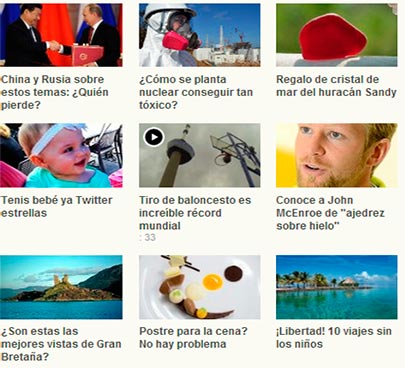 China y Rusia sobre
estos temas: ¿Quién
pierde?
¿Cómo se planta
nuclear conseguir tan
tóxico?
Regalo de cristal de
mar del huracán Sandy
Tenis bebé ya Twitter
estrellas
Tiro de baloncesto es
increíble récord
mundial
: 33
Conoce a John
McEnroe de "ajedrez
sobre hielo"
¿Son estas las
mejores vistas de Gran
Bretaña?
Postre para la cena?
No hay problema
¡Libertad! 10 viajes sin
los niños